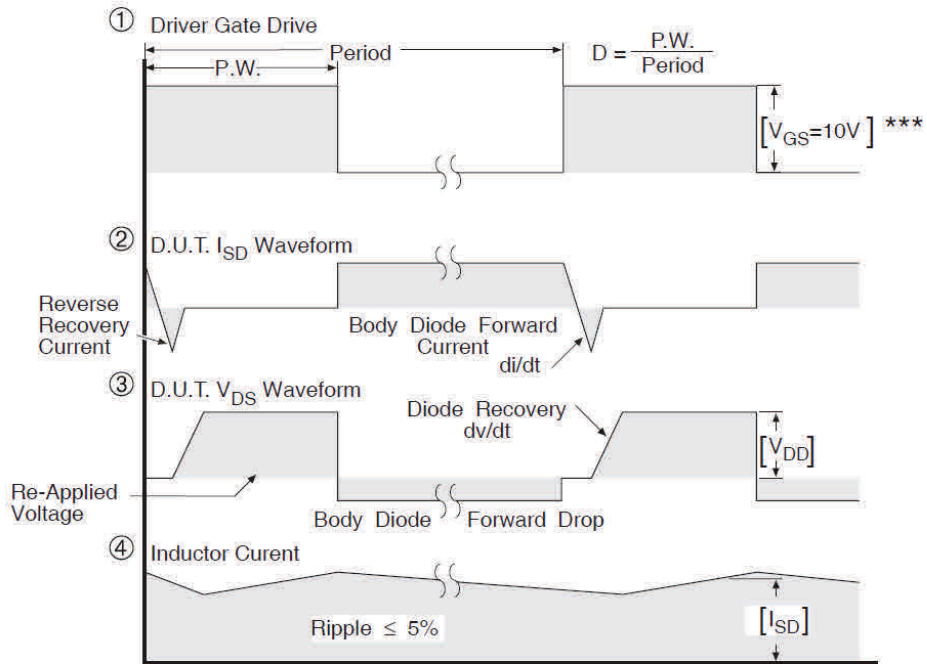 ① Driver Gate Drive
Period
P.W.
D = P.W. / Period
[V_GS=10V] ***
② D.U.T. I_SD Waveform
Reverse
Recovery
Current
Body Diode Forward
Current
di/dt
③ D.U.T. V_DS Waveform
Diode Recovery
dv/dt
[V_DD]
Re-Applied
Voltage
Body Diode Forward Drop
④ Inductor Curent
Ripple ≤ 5%
[I_SD]